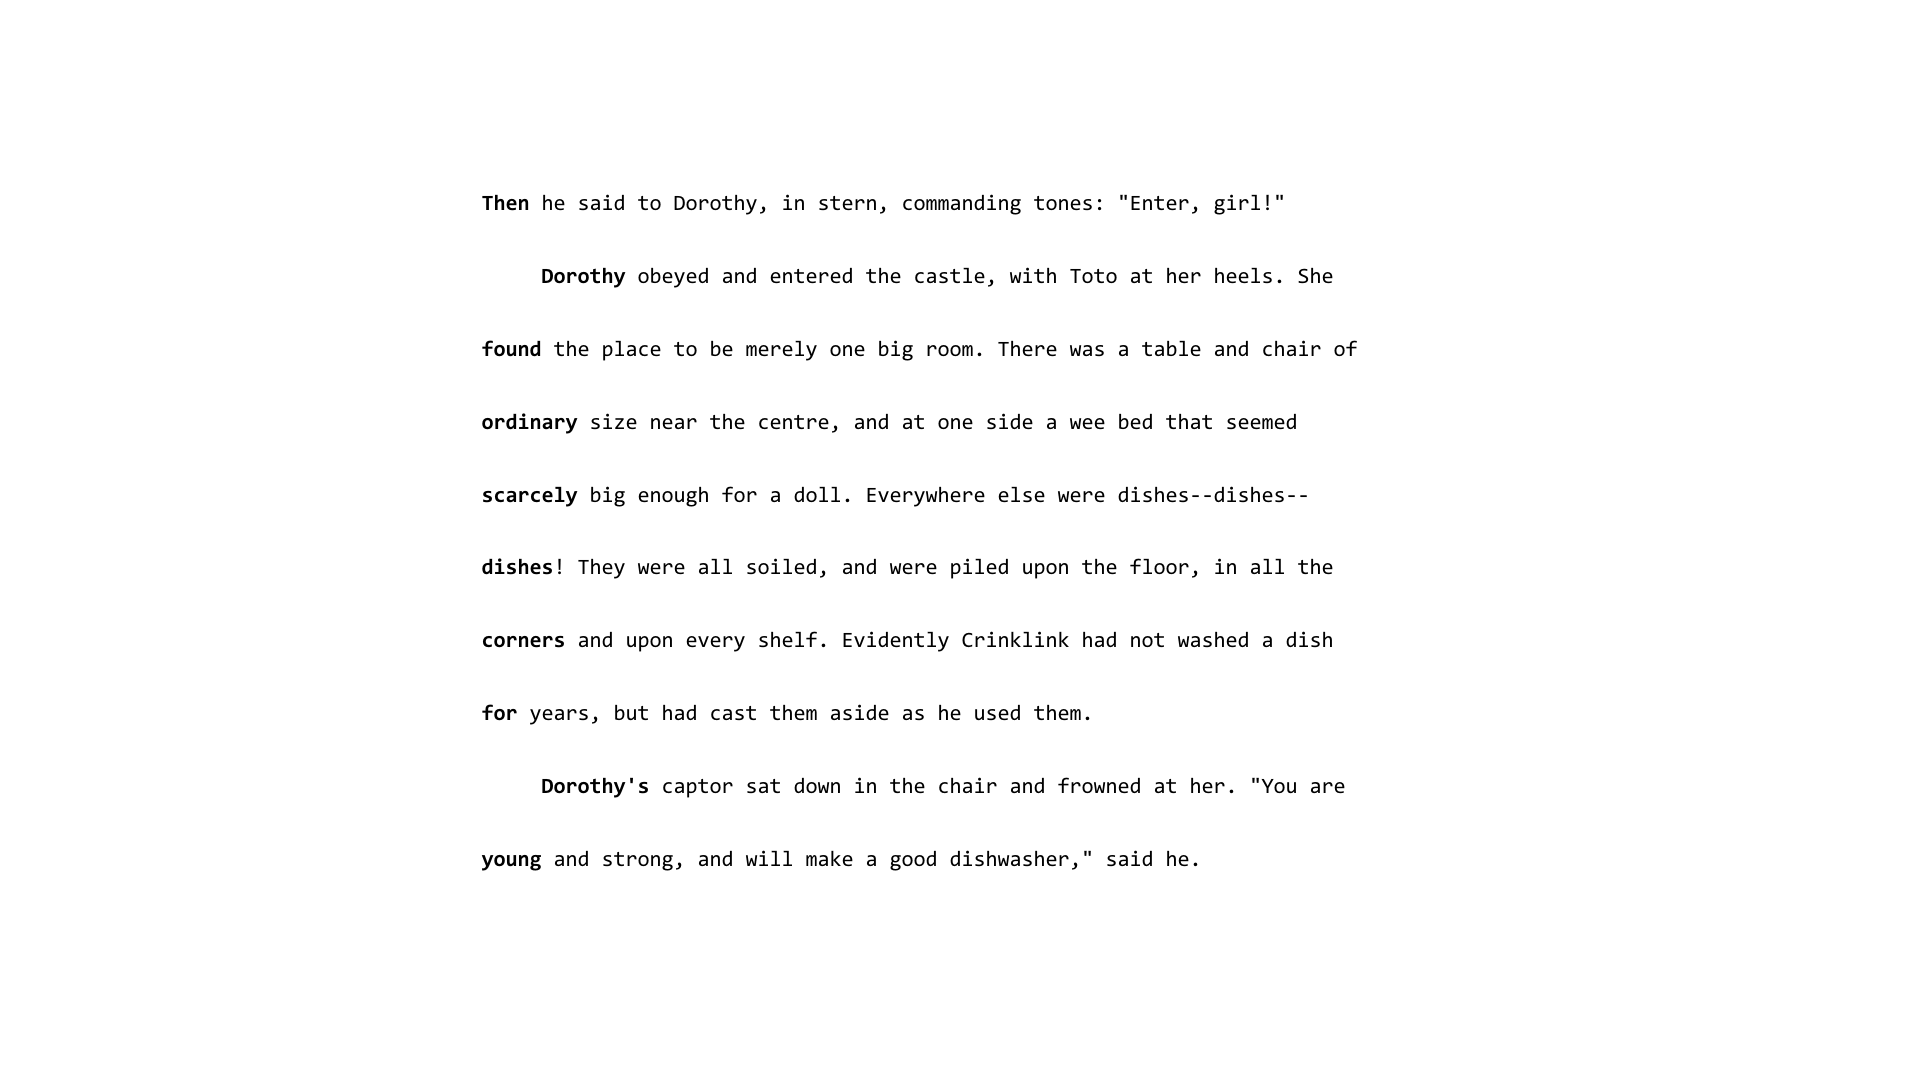 Then he said to Dorothy, in stern, commanding tones: "Enter, girl!"
Dorothy obeyed and entered the castle, with Toto at her heels. She
found the place to be merely one big room. There was a table and chair of
ordinary size near the centre, and at one side a wee bed that seemed
scarcely big enough for a doll. Everywhere else were dishes--dishes--
dishes! They were all soiled, and were piled upon the floor, in all the
corners and upon every shelf. Evidently Crinklink had not washed a dish
for years, but had cast them aside as he used them.
Dorothy's captor sat down in the chair and frowned at her. "You are
young and strong, and will make a good dishwasher," said he.